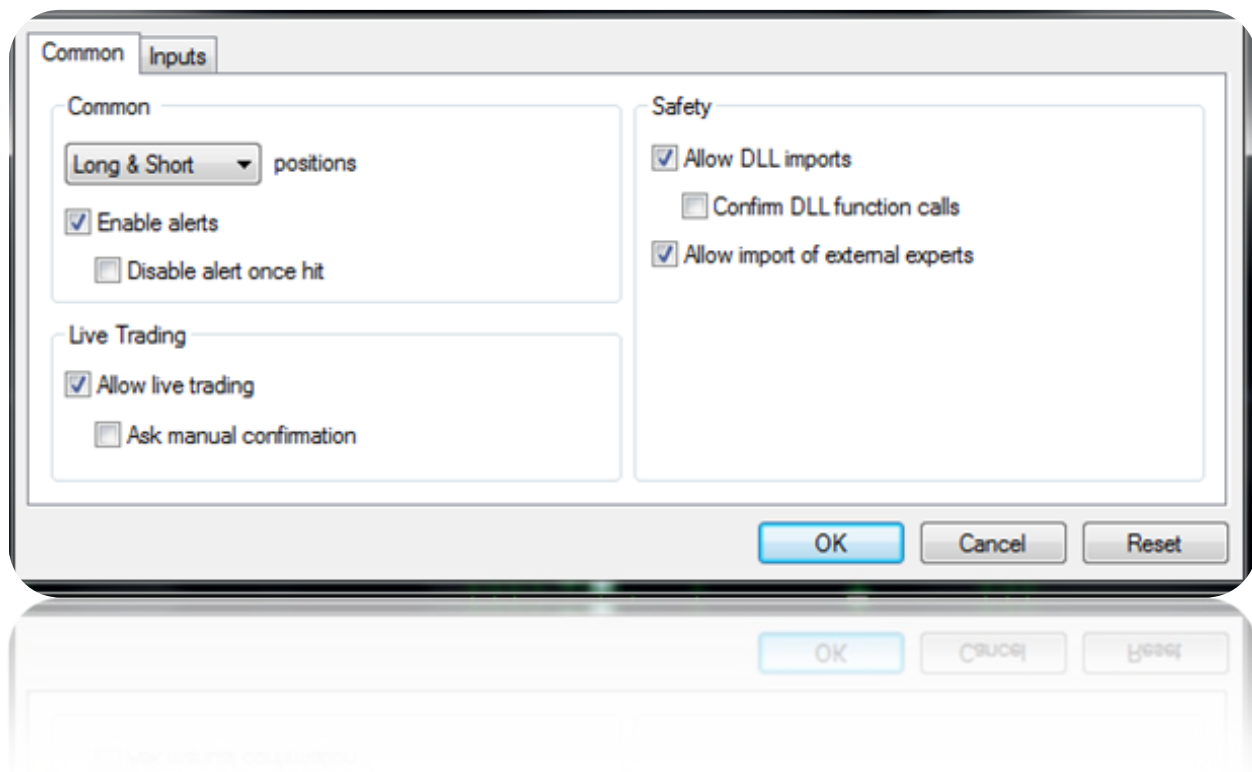 Common
Inputs
Common
Long & Short positions
Enable alerts
Disable alert once hit
Live Trading
Allow live trading
Ask manual confirmation
Safety
Allow DLL imports
Confirm DLL function calls
Allow import of external experts
OK
Cancel
Reset